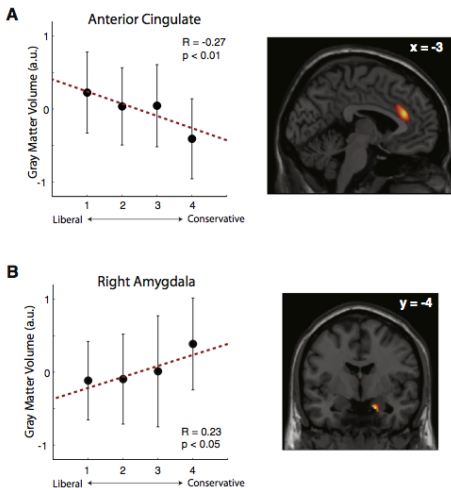 A
Anterior Cingulate
R = -0.27
p < 0.01
x = -3
Gray Matter Volume (a.u.)
1
0
-1
1 2 3 4
Liberal Conservative
B
Right Amygdala
R = 0.23
p < 0.05
y = -4
Gray Matter Volume (a.u.)
1
0
-1
1 2 3 4
Liberal Conservative